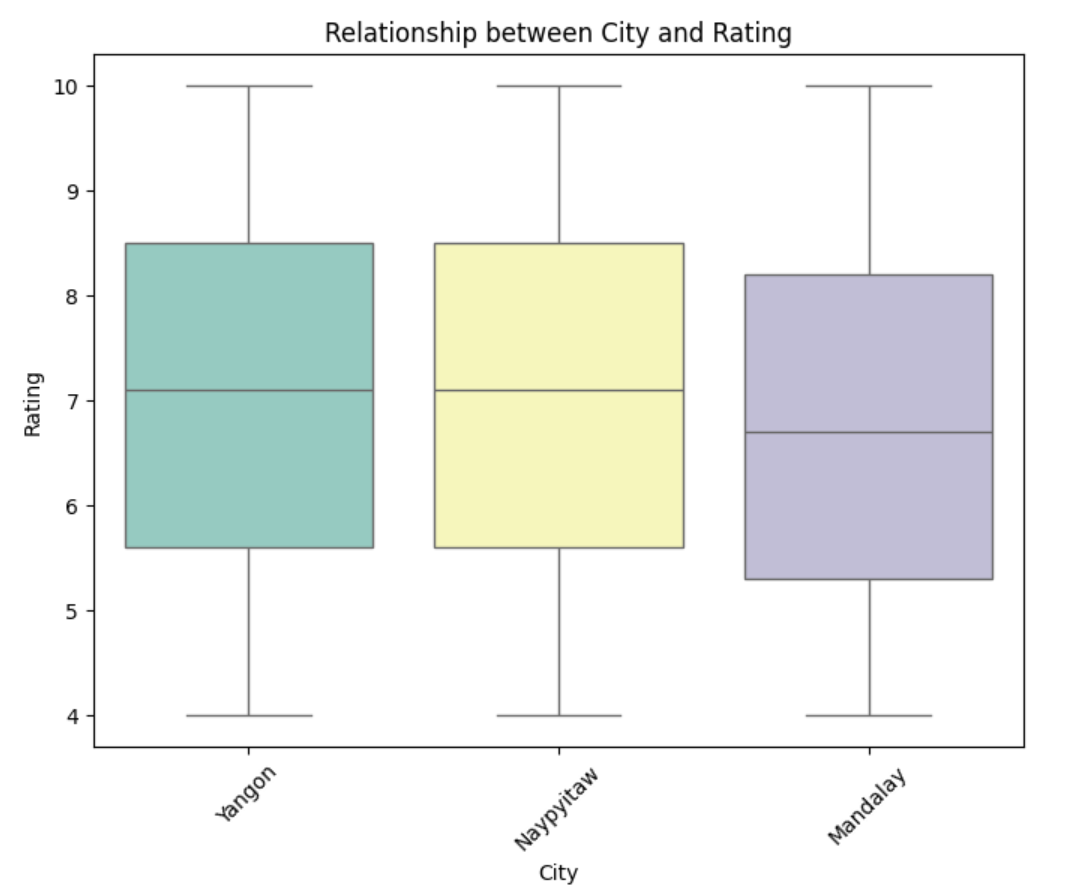 Relationship between City and Rating
Rating
10
9
8
7
6
5
4
Yangon
Naypyitaw
Mandalay
City